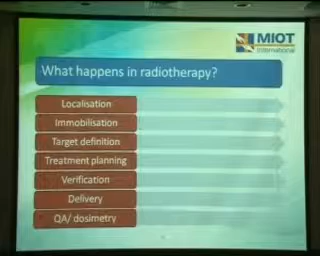 MIOT
International
What happens in radiotherapy?
Localisation
Immobilisation
Target definition
Treatment planning
Verification
Delivery
QA/ dosimetry